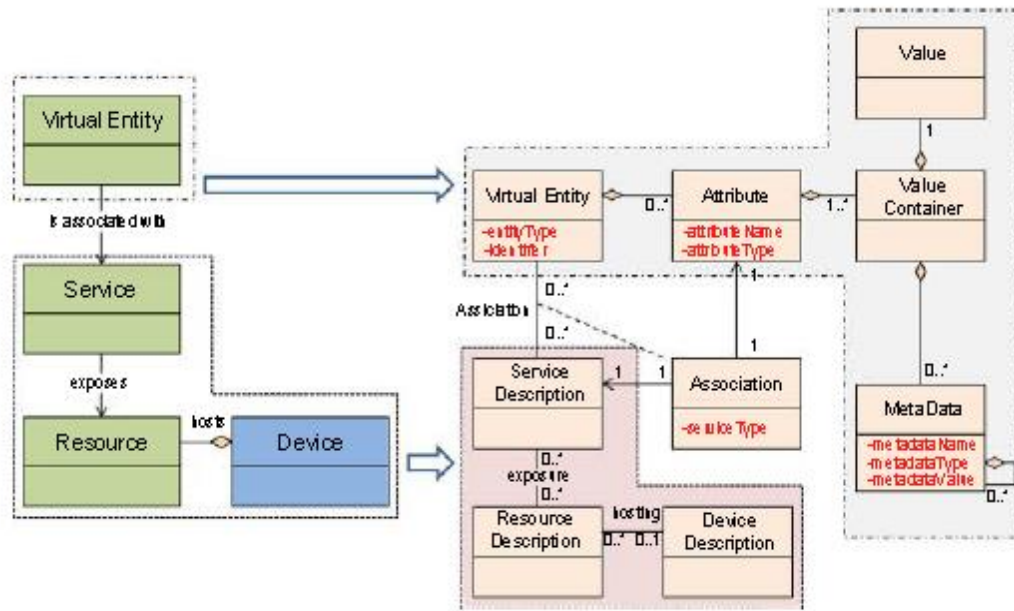 Virtual Entity
is associated with
Service
exposes
Resource
hosts
Device
Virtual Entity
-entityType
-identifier
0..*
Attribute
-attributeName
-attributeType
1..*
Value
Container
Value
1
0..*
Association
0..*
1
1
Service
Description
1
1
Association
-serviceType
0..*
MetaData
-metadataName
-metadataType
-metadataValue
0..*
0..*
exposure
0..*
Resource
Description
hosting
0..*
0..1
Device
Description